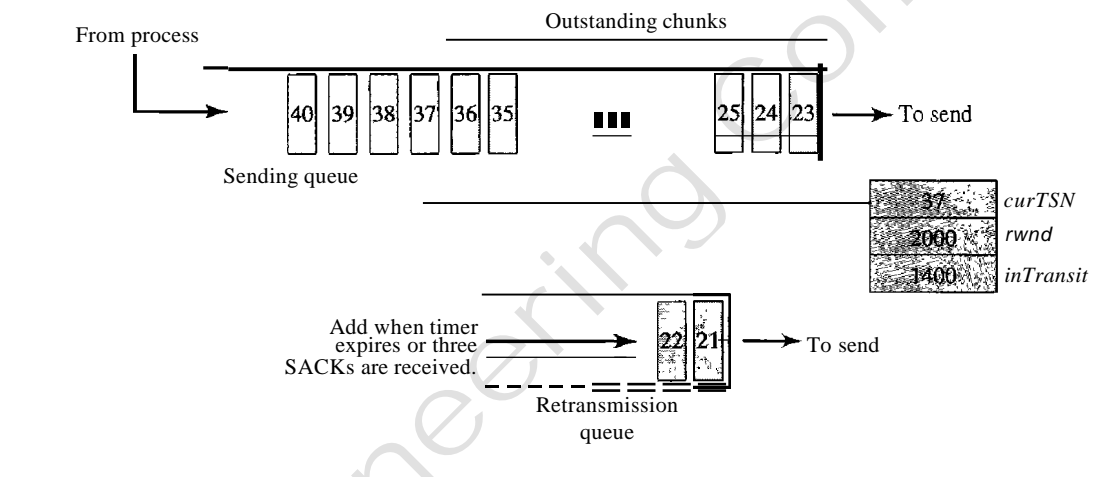 Outstanding chunks
From process
40 39 38 37 36 35 25 24 23
To send
Sending queue
37 curTSN
2000 rwnd
1400 inTransit
22 21
Add when timer
expires or three
SACKs are received.
To send
Retransmission
queue
neering Con